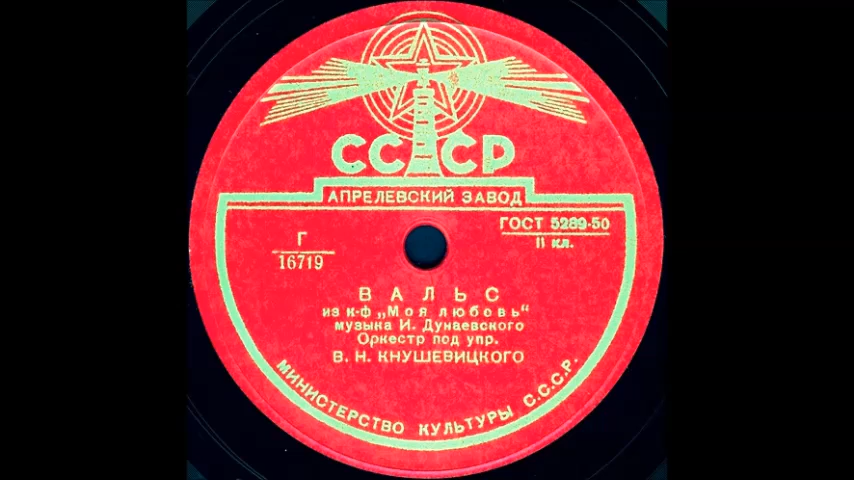 СССР
АПРЕЛЕВСКИЙ ЗАВОД
ГОСТ 5289-50
II кл.
Г
16719
ВАЛЬС
из к-ф „Моя любовь“
музыка И. Дунаевского
Оркестр под упр.
В. Н. КНУШЕВИЦКОГО
МИНИСТЕРСТВО КУЛЬТУРЫ С.С.С.Р.